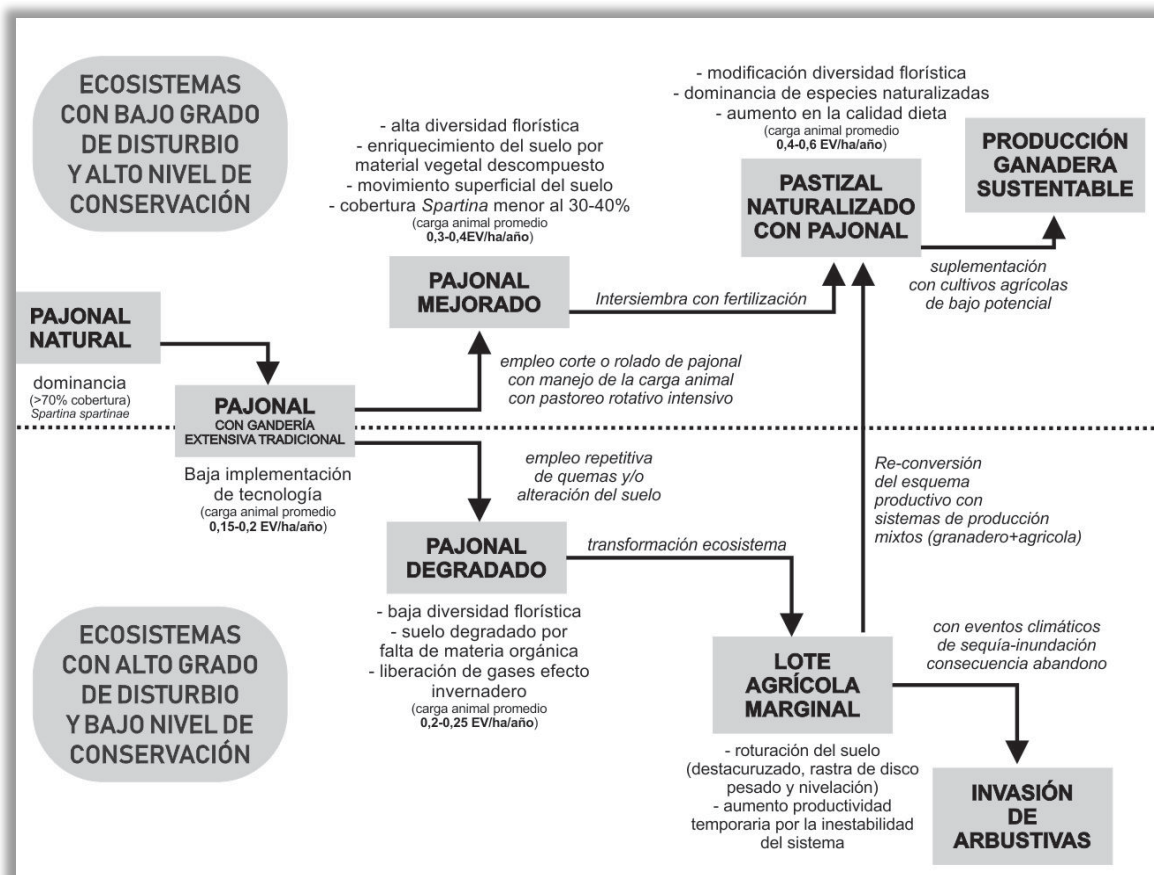 ECOSISTEMAS
CON BAJO GRADO
DE DISTURBIO
Y ALTO NIVEL DE
CONSERVACIÓN
- alta diversidad florística
- enriquecimiento del suelo por
material vegetal descompuesto
- movimiento superficial del suelo
- cobertura Spartina menor al 30-40%
(carga animal promedio
0,3-0,4EV/ha/año)
- modificación diversidad florística
- dominancia de especies naturalizadas
- aumento en la calidad dieta
(carga animal promedio
0,4-0,6 EV/ha/año)
PRODUCCIÓN
GANADERA
SUSTENTABLE
PASTIZAL
NATURALIZADO
CON PAJONAL
suplementación
con cultivos agrícolas
de bajo potencial
PAJONAL
MEJORADO
Intersiembra con fertilización
PAJONAL
NATURAL
dominancia
(>70% cobertura)
Spartina spartinae
empleo corte o rolado de pajonal
con manejo de la carga animal
con pastoreo rotativo intensivo
PAJONAL
CON GANDERÍA
EXTENSIVA TRADICIONAL
Baja implementación
de tecnología
(carga animal promedio
0,15-0,2 EV/ha/año)
empleo repetitiva
de quemas y/o
alteración del suelo
Re-conversión
del esquema
productivo con
sistemas de producción
mixtos (granadero+agricola)
PAJONAL
DEGRADADO
transformación ecosistema
- baja diversidad florística
- suelo degradado por
falta de materia orgánica
- liberación de gases efecto
invernadero
(carga animal promedio
0,2-0,25 EV/ha/año)
ECOSISTEMAS
CON ALTO GRADO
DE DISTURBIO
Y BAJO NIVEL DE
CONSERVACIÓN
LOTE
AGRÍCOLA
MARGINAL
con eventos climáticos
de sequía-inundación
consecuencia abandono
- roturación del suelo
(destacuruzado, rastra de disco
pesado y nivelación)
- aumento productividad
temporaria por la inestabilidad
del sistema
INVASIÓN
DE
ARBUSTIVAS